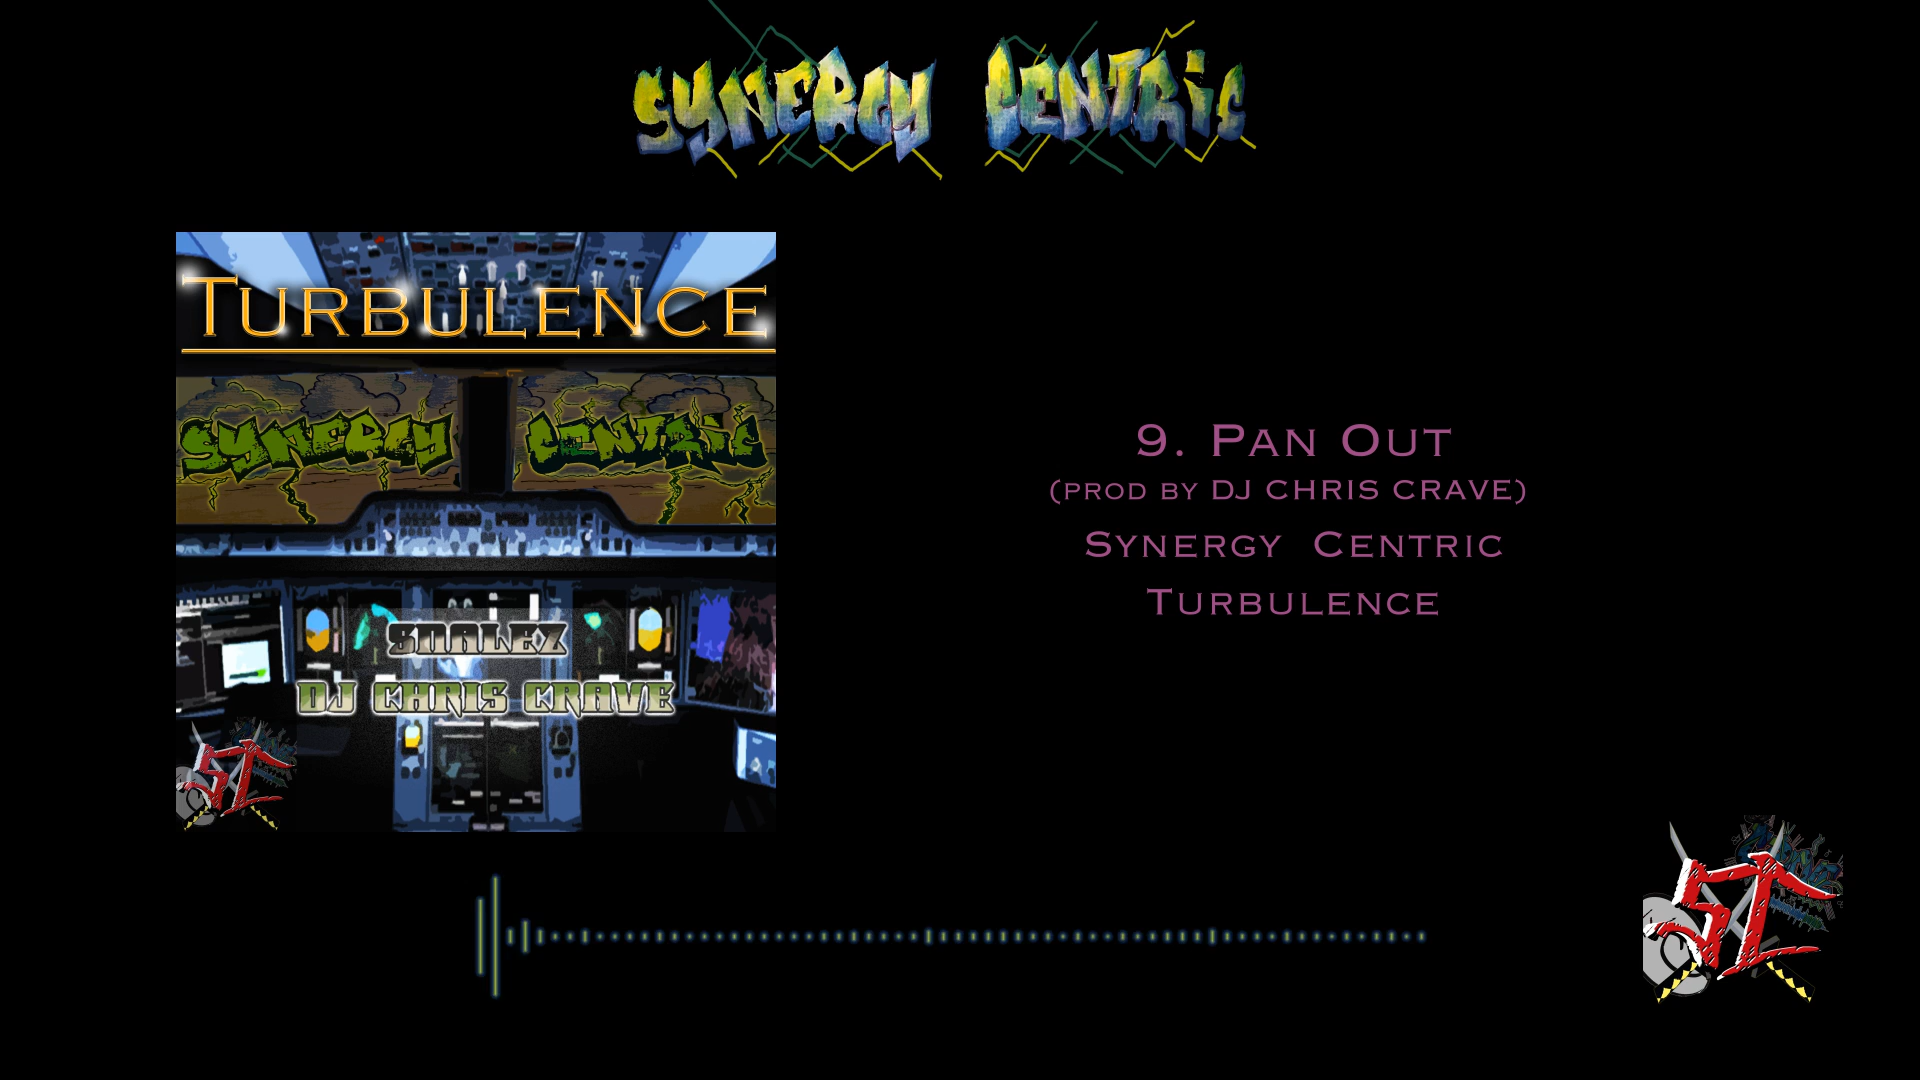 SYNERGY CENTRIC
TURBULENCE
SYNERGY CENTRIC
SMALEZ
DJ CHRIS CRAVE
9. PAN OUT
(PROD BY DJ CHRIS CRAVE)
SYNERGY CENTRIC
TURBULENCE